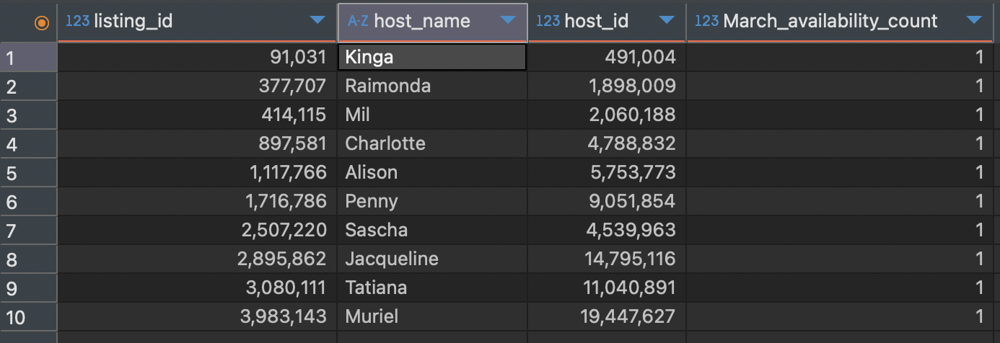 123 listing_id A-Z host_name 123 host_id 123 March_availability_count
1 91,031 Kinga 491,004 1
2 377,707 Raimonda 1,898,009 1
3 414,115 Mil 2,060,188 1
4 897,581 Charlotte 4,788,832 1
5 1,117,766 Alison 5,753,773 1
6 1,716,786 Penny 9,051,854 1
7 2,507,220 Sascha 4,539,963 1
8 2,895,862 Jacqueline 14,795,116 1
9 3,080,111 Tatiana 11,040,891 1
10 3,983,143 Muriel 19,447,627 1